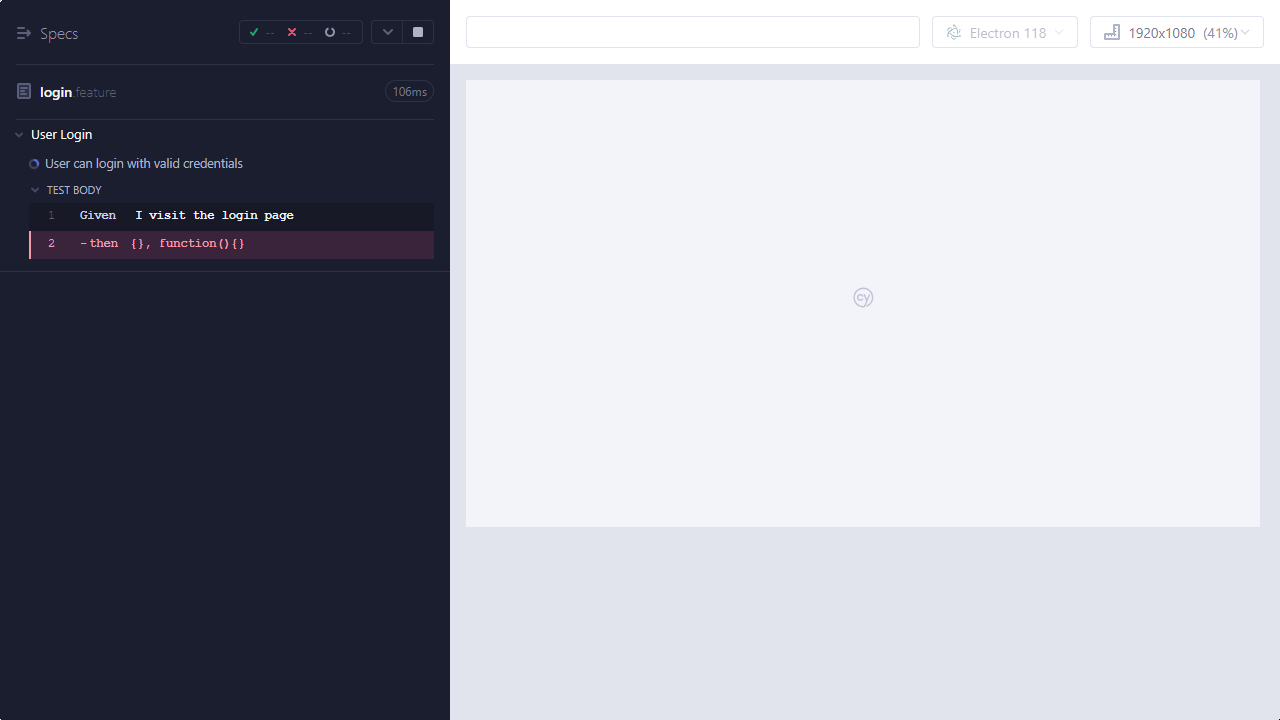 Specs
-- -- --
Electron 118
1920x1080 (41%)
login.feature
106ms
User Login
User can login with valid credentials
TEST BODY
1 Given I visit the login page
2 -then {}, function(){}
cy